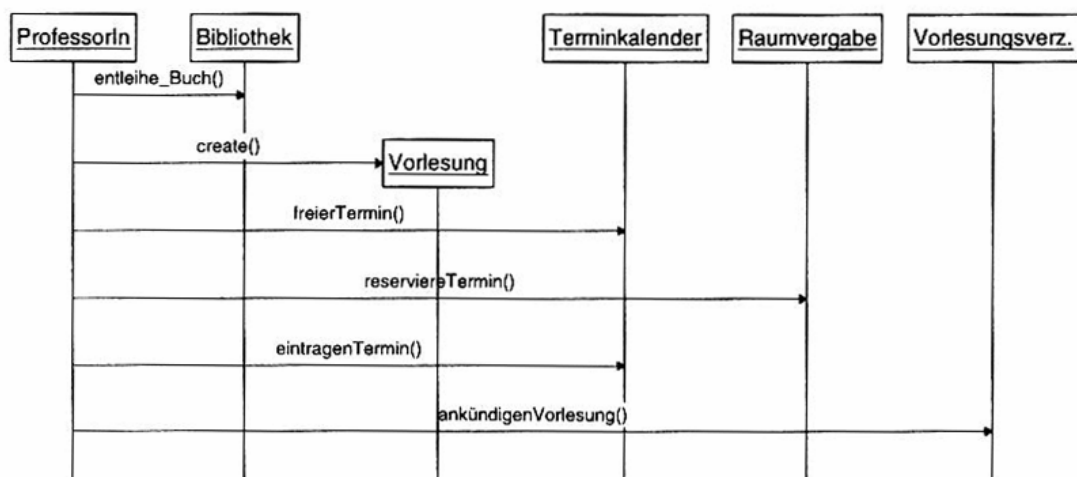 ProfessorIn
Bibliothek
Terminkalender
Raumvergabe
Vorlesungsverz.
entleihe_Buch()
create()
Vorlesung
freierTermin()
reserviereTermin()
eintragenTermin()
ankündigenVorlesung()